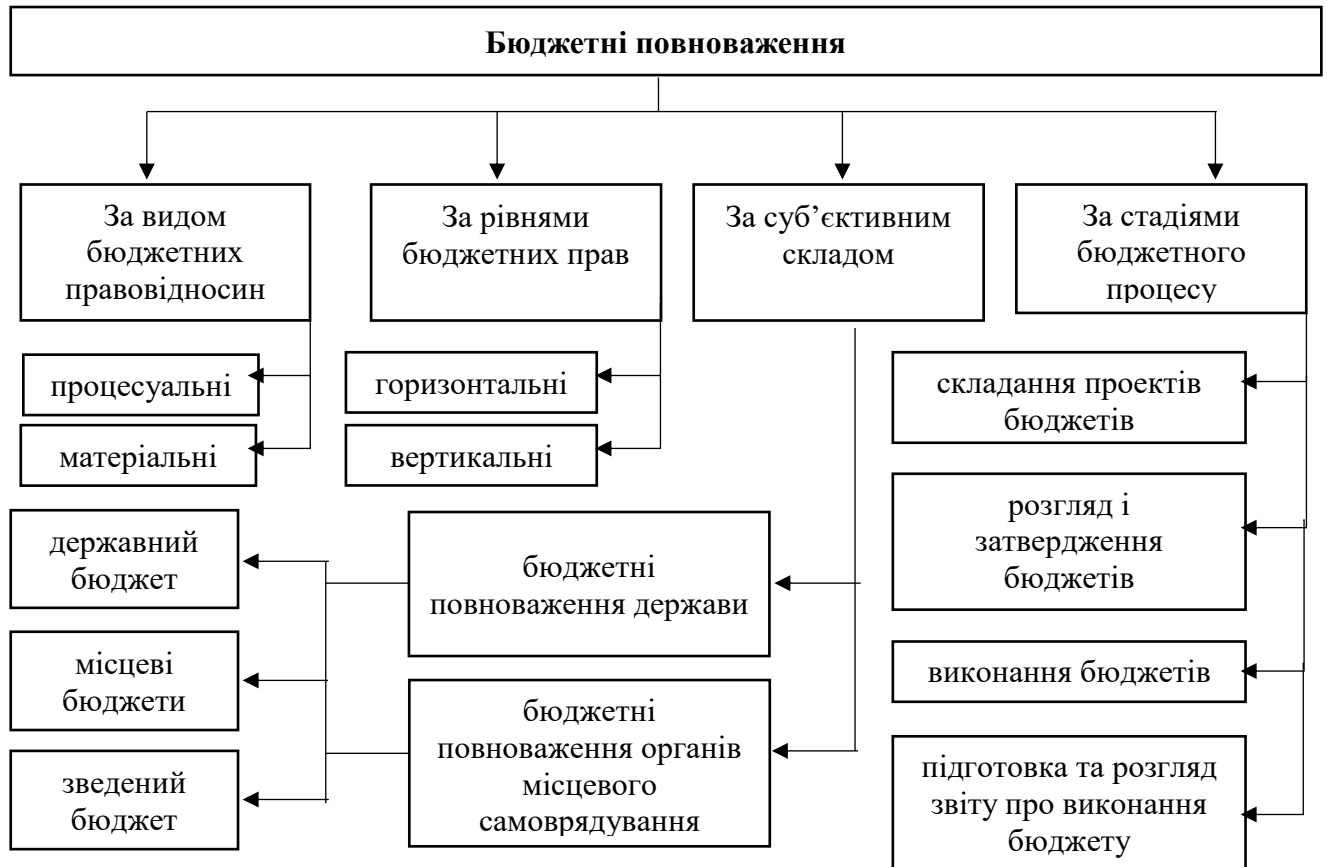 Бюджетні повноваження
За видом
бюджетних
правовідносин
За рівнями
бюджетних прав
За суб’єктивним
складом
За стадіями
бюджетного
процесу
процесуальні
матеріальні
горизонтальні
вертикальні
складання проектів
бюджетів
розгляд і
затвердження
бюджетів
виконання бюджетів
підготовка та розгляд
звіту про виконання
бюджету
бюджетні
повноваження держави
бюджетні
повноваження органів
місцевого
самоврядування
державний
бюджет
місцеві
бюджети
зведений
бюджет